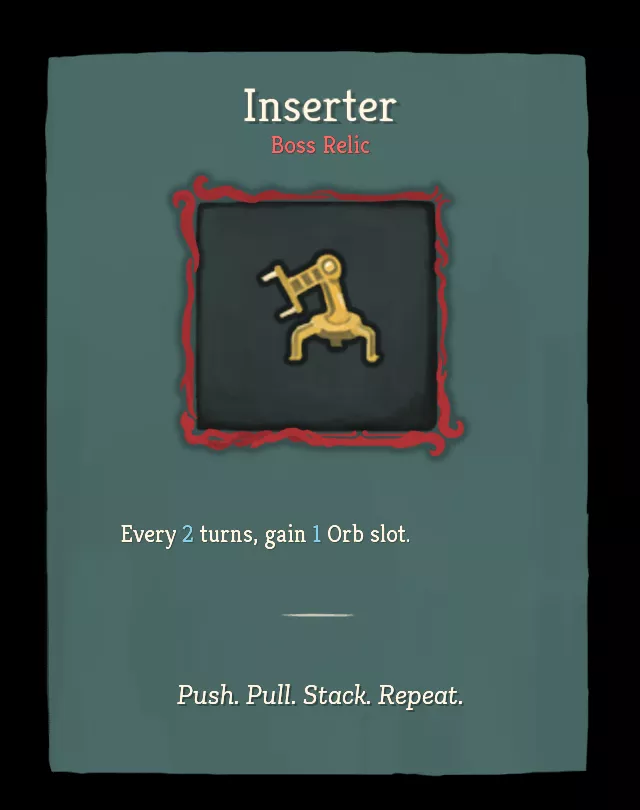 Inserter
Boss Relic
Every 2 turns, gain 1 Orb slot.
Push. Pull. Stack. Repeat.